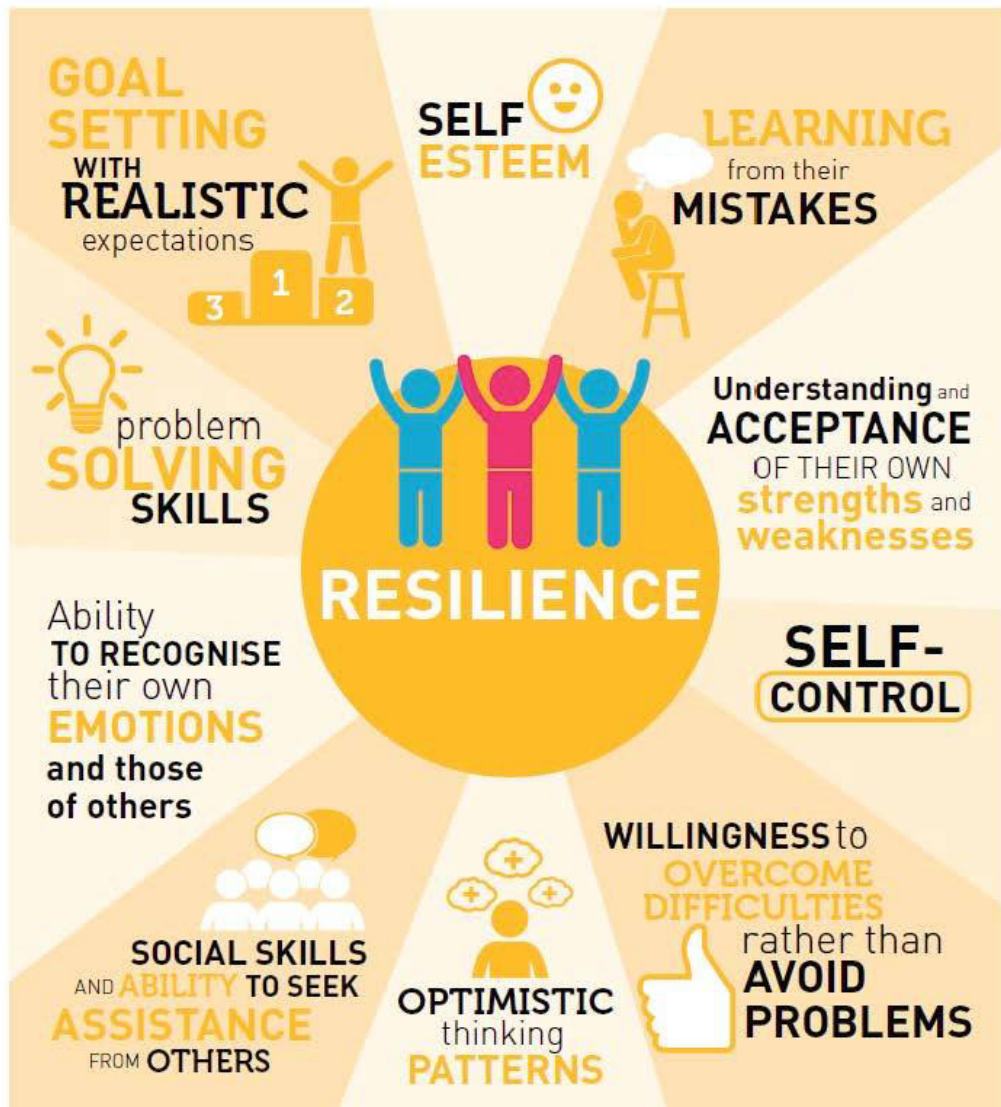 GOAL
SETTING
WITH
REALISTIC
expectations
3 1 2
SELF
ESTEEM
LEARNING
from their
MISTAKES
Understanding and
ACCEPTANCE
OF THEIR OWN
strengths and
weaknesses
SELF-
CONTROL
WILLINGNESS to
OVERCOME
DIFFICULTIES
rather than
AVOID
PROBLEMS
OPTIMISTIC
thinking
PATTERNS
SOCIAL SKILLS
AND ABILITY TO SEEK
ASSISTANCE
FROM OTHERS
Ability
TO RECOGNISE
their own
EMOTIONS
and those
of others
problem
SOLVING
SKILLS
RESILIENCE